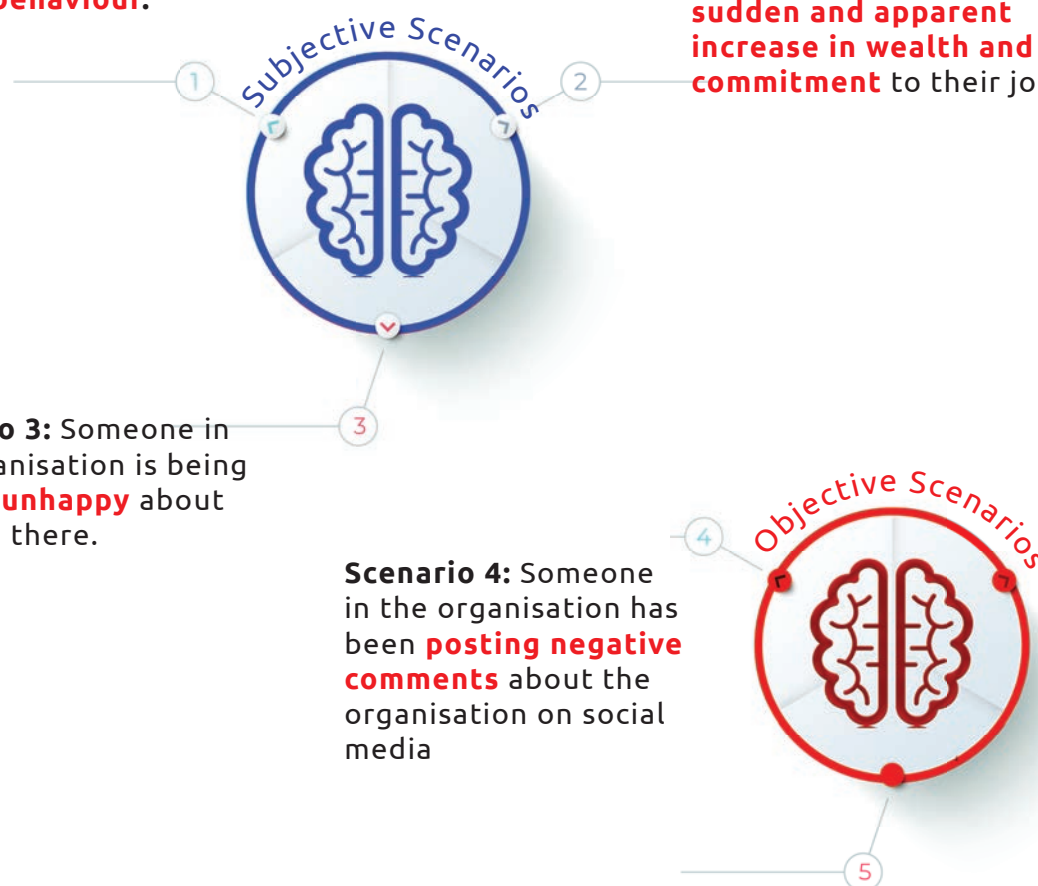 behaviour.
sudden and apparent
increase in wealth and
commitment to their jo
Subjective Scenarios
1
2
3
o 3: Someone in
anisation is being
unhappy about
there.
Objective Scenarios
4
Scenario 4: Someone
in the organisation has
been posting negative
comments about the
organisation on social
media
5